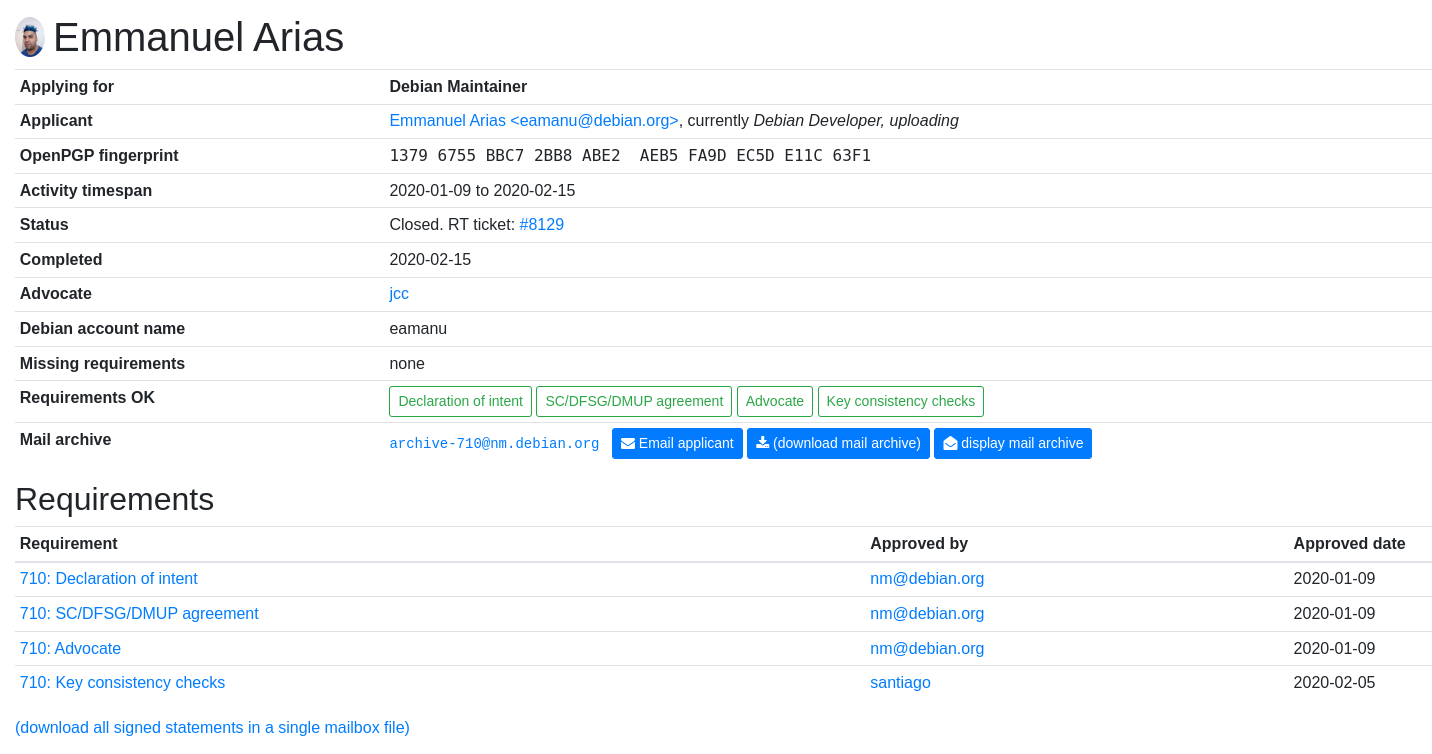 Emmanuel Arias
Applying for Debian Maintainer
Applicant Emmanuel Arias <eamanu@debian.org>, currently Debian Developer, uploading
OpenPGP fingerprint 1379 6755 BBC7 2BB8 ABE2  AEB5 FA9D EC5D E11C 63F1
Activity timespan 2020-01-09 to 2020-02-15
Status Closed. RT ticket: #8129
Completed 2020-02-15
Advocate jcc
Debian account name eamanu
Missing requirements none
Requirements OK Declaration of intent SC/DFSG/DMUP agreement Advocate Key consistency checks
Mail archive archive-710@nm.debian.org Email applicant (download mail archive) display mail archive
Requirements
Requirement Approved by Approved date
710: Declaration of intent nm@debian.org 2020-01-09
710: SC/DFSG/DMUP agreement nm@debian.org 2020-01-09
710: Advocate nm@debian.org 2020-01-09
710: Key consistency checks santiago 2020-02-05
(download all signed statements in a single mailbox file)